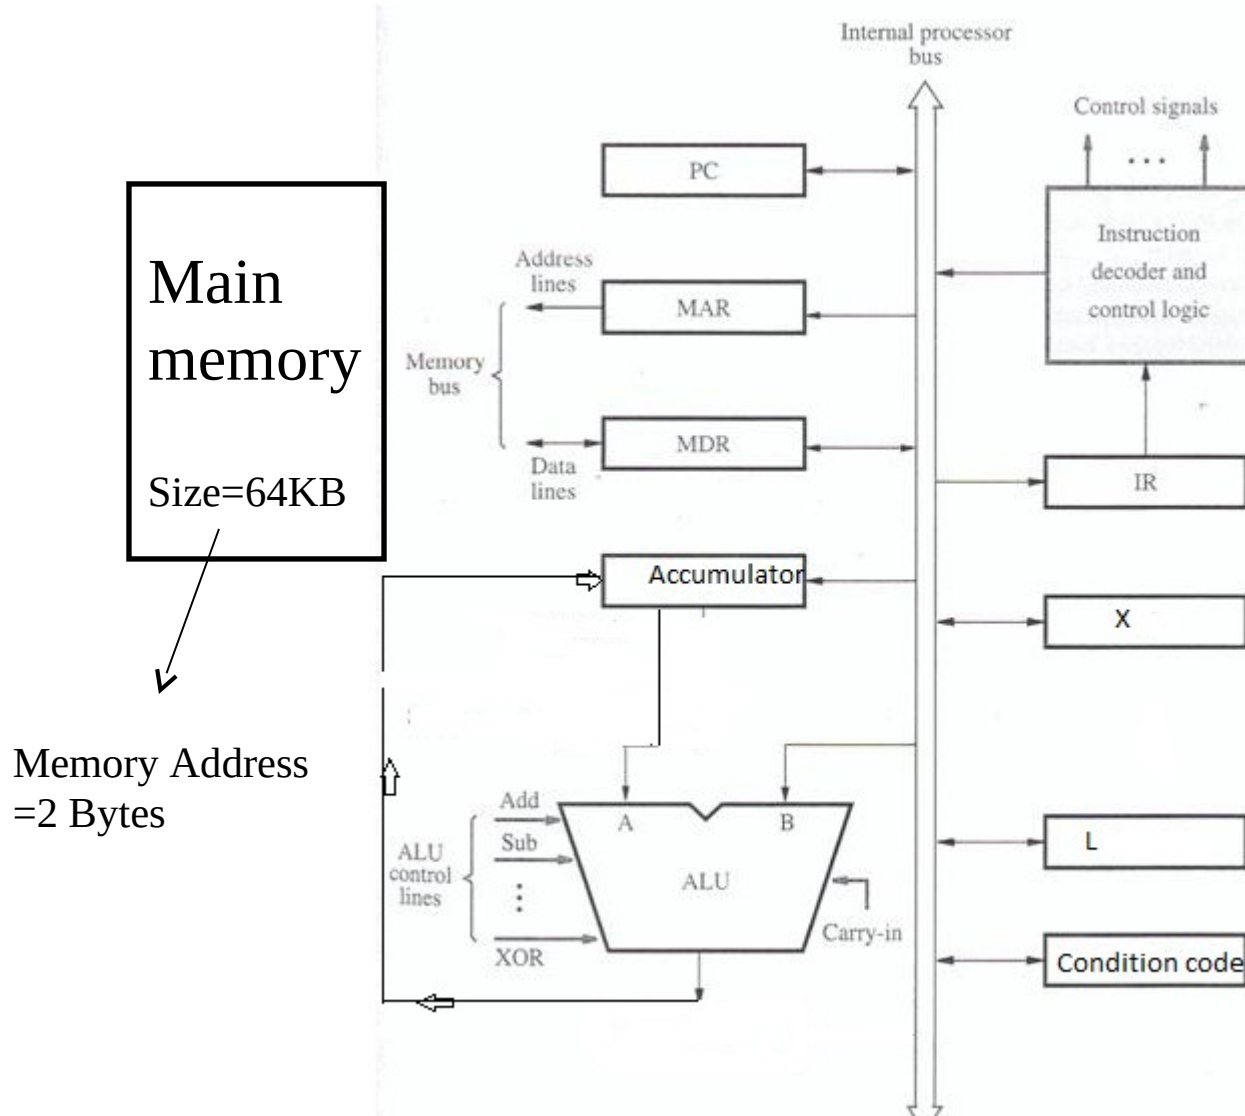 Internal processor
bus
Control signals
...
PC
Main
memory
Size=64KB
Instruction
decoder and
control logic
Address
lines
MAR
Memory
bus
MDR
Data
lines
IR
Accumulator
X
Memory Address
=2 Bytes
Add
Sub
XOR
ALU
control
lines
A
B
ALU
Carry-in
L
Condition code